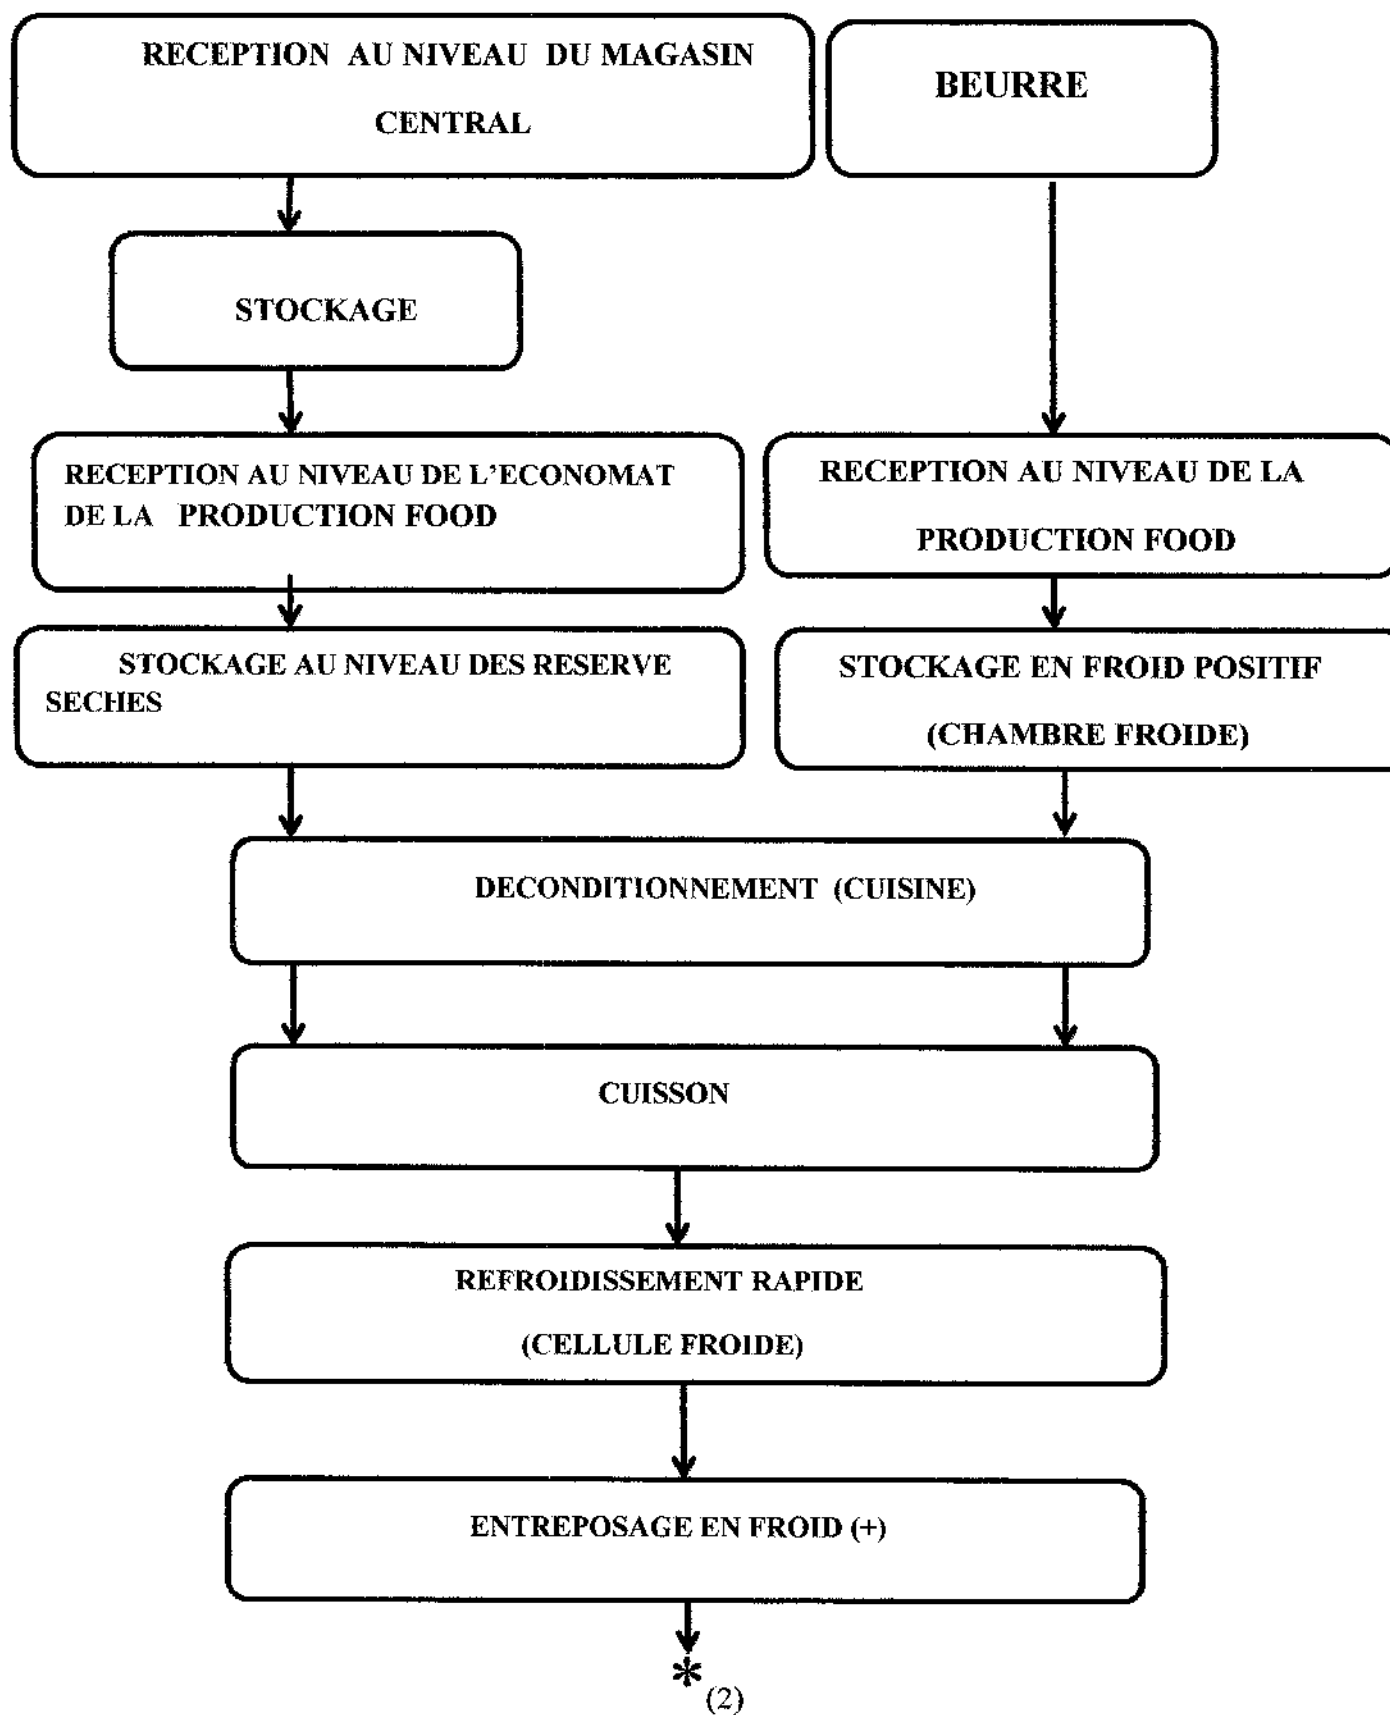 RECEPTION AU NIVEAU DU MAGASIN
CENTRAL
BEURRE
STOCKAGE
RECEPTION AU NIVEAU DE L'ECONOMAT
DE LA PRODUCTION FOOD
RECEPTION AU NIVEAU DE LA
PRODUCTION FOOD
STOCKAGE AU NIVEAU DES RESERVE
SECHES
STOCKAGE EN FROID POSITIF
(CHAMBRE FROIDE)
DECONDITIONNEMENT (CUISINE)
CUISSON
REFROIDISSEMENT RAPIDE
(CELLULE FROIDE)
ENTREPOSAGE EN FROID (+)
* (2)